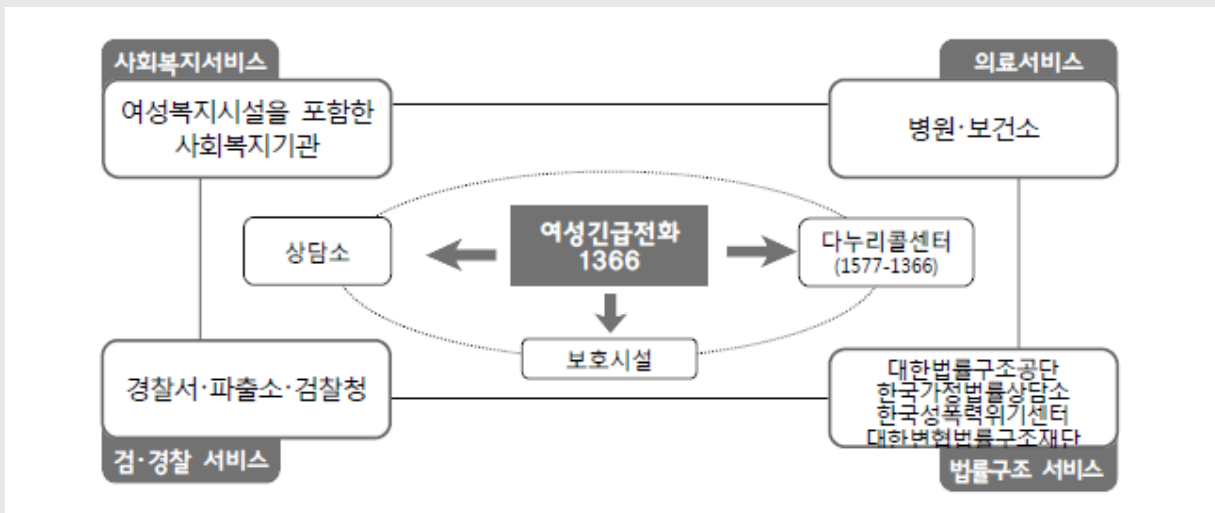 사회복지서비스
여성복지시설을 포함한
사회복지기관
의료서비스
병원·보건소
상담소
여성긴급전화
1366
다누리콜센터
(1577-1366)
보호시설
경찰서·파출소·검찰청
검·경찰 서비스
대한법률구조공단
한국가정법률상담소
한국성폭력위기센터
대한변협법률구조재단
법률구조 서비스